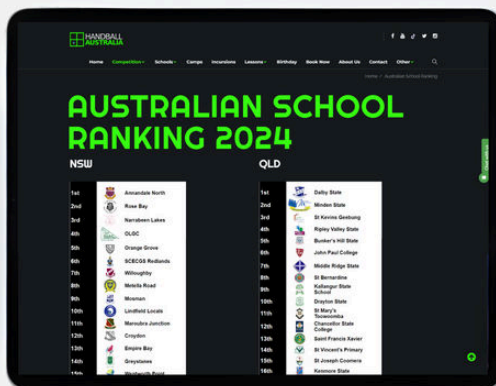 HANDBALL
AUSTRALIA
Home Competition Schools Camps Incursions Lessons Birthday Book Now About Us Contact Other
Home / Australian School Ranking
AUSTRALIAN SCHOOL
RANKING 2024
NSW
1st Annandale North
2nd Rose Bay
3rd Narrabeen Lakes
4th OLGC
5th Orange Grove
6th SCECGS Redlands
7th Willoughby
8th Metella Road
9th Mosman
10th Lindfield Locals
11th Maroubra Junction
12th Croydon
13th Empire Bay
14th Greystanes
15th Wentworth Point
QLD
1st Dalby State
2nd Minden State
3rd St Kevins Geebung
4th Ripley Valley State
5th Bunker's Hill State
6th John Paul College
7th Middle Ridge State
8th St Bernardine
9th Kallangur State
School
10th Drayton State
11th St Mary's
Toowoomba
12th Chancellor State
College
13th Saint Francis Xavier
14th St Vincent's Primary
15th St Joseph Coomera
16th Kenmore State